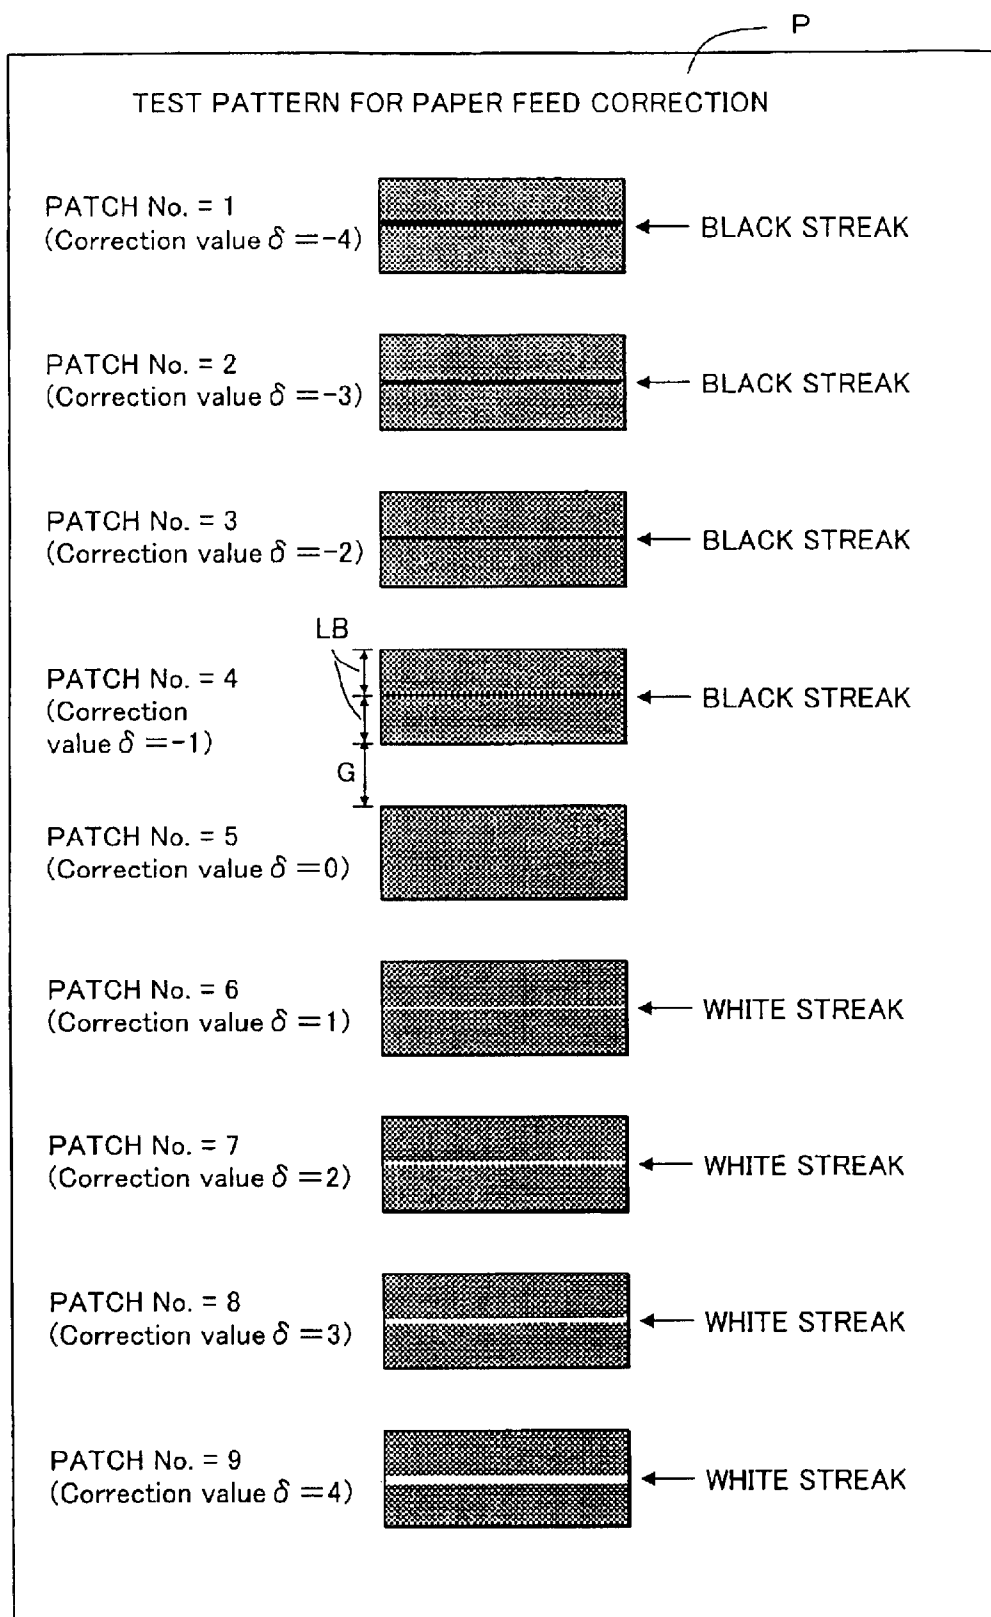 P
TEST PATTERN FOR PAPER FEED CORRECTION
PATCH No. = 1
(Correction value δ =-4)
BLACK STREAK
PATCH No. = 2
(Correction value δ =-3)
BLACK STREAK
PATCH No. = 3
(Correction value δ =-2)
BLACK STREAK
LB
PATCH No. = 4
(Correction
value δ =-1)
BLACK STREAK
G
PATCH No. = 5
(Correction value δ =0)
PATCH No. = 6
(Correction value δ =1)
WHITE STREAK
PATCH No. = 7
(Correction value δ =2)
WHITE STREAK
PATCH No. = 8
(Correction value δ =3)
WHITE STREAK
PATCH No. = 9
(Correction value δ =4)
WHITE STREAK